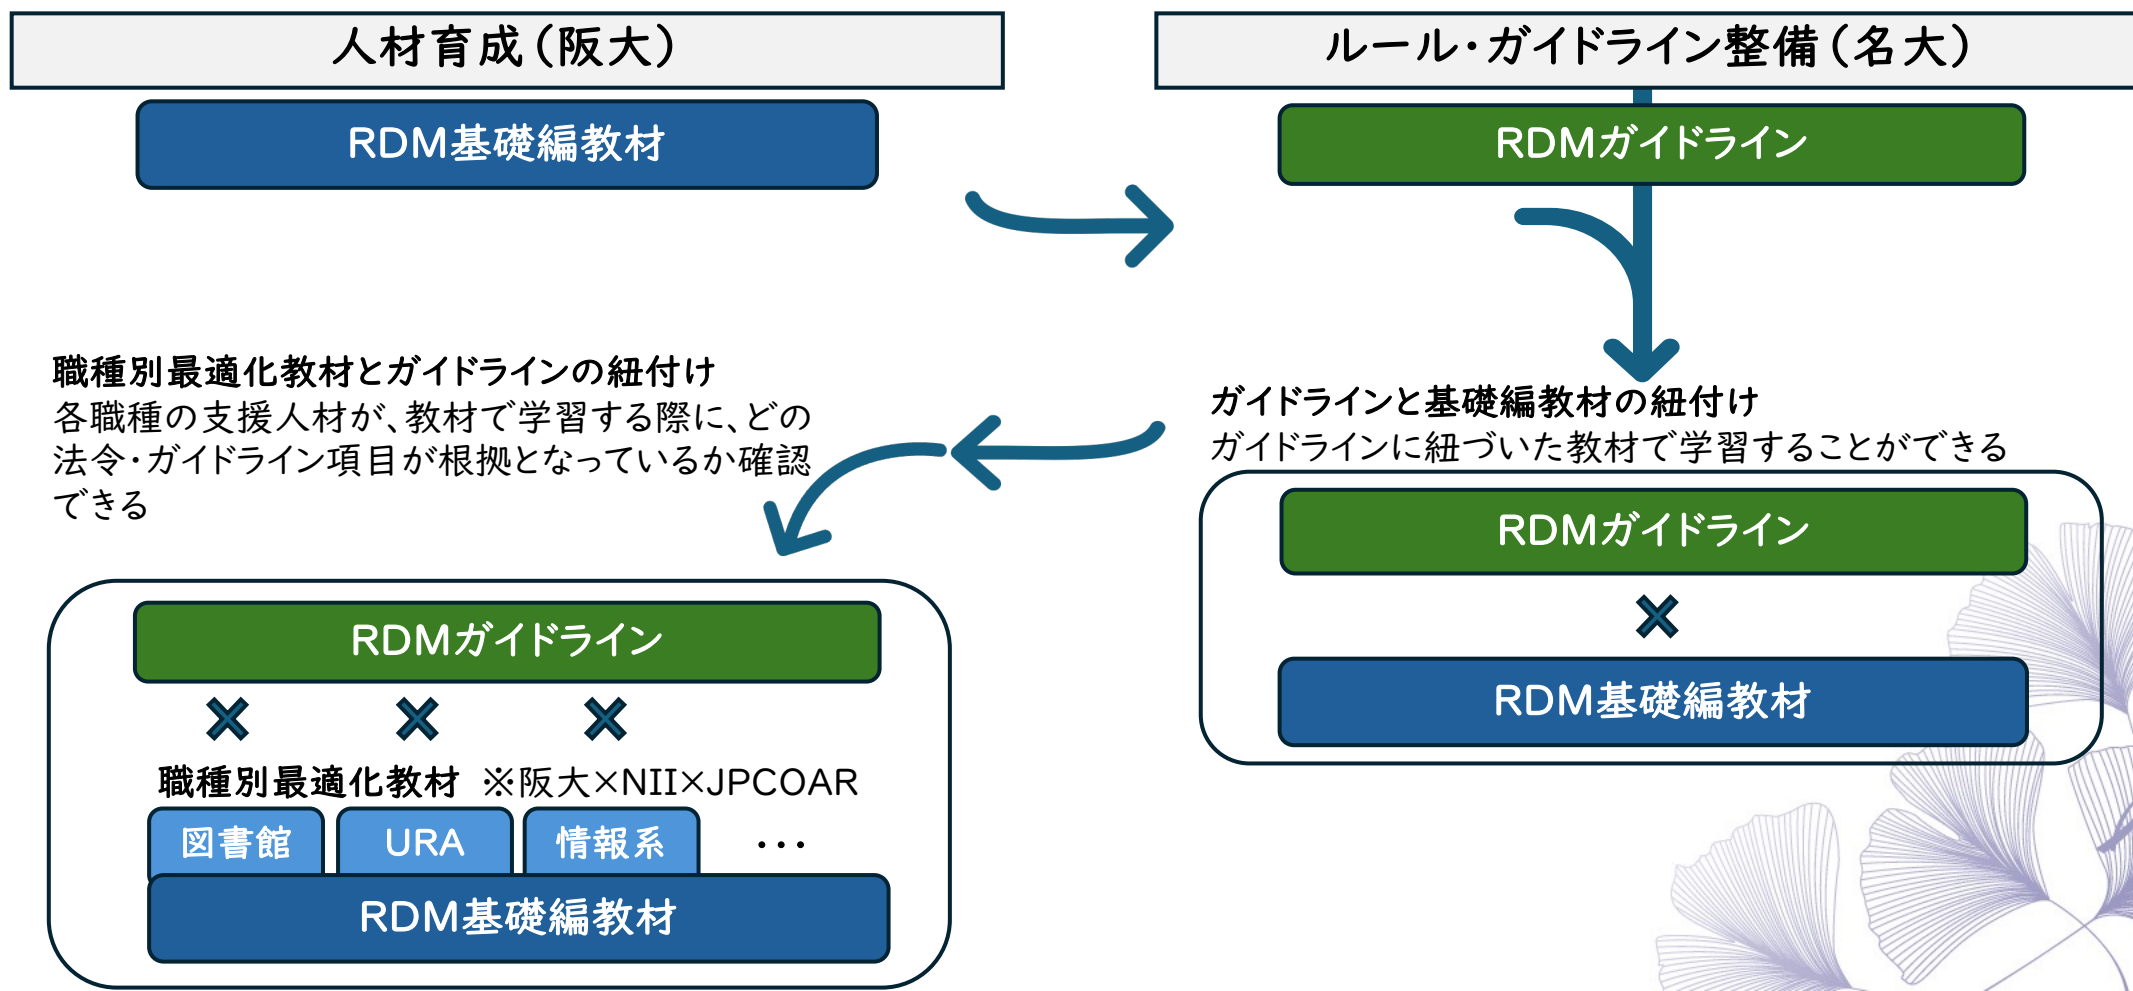 人材育成（阪大）
ルール・ガイドライン整備（名大）
RDM基礎編教材
RDMガイドライン
職種別最適化教材とガイドラインの紐付け
各職種の支援人材が、教材で学習する際に、どの
法令・ガイドライン項目が根拠となっているか確認
できる
ガイドラインと基礎編教材の紐付け
ガイドラインに紐づいた教材で学習することができる
RDMガイドライン
×
RDM基礎編教材
RDMガイドライン
× × ×
職種別最適化教材 ※阪大×NII×JPCOAR
図書館 URA 情報系 ・・・
RDM基礎編教材